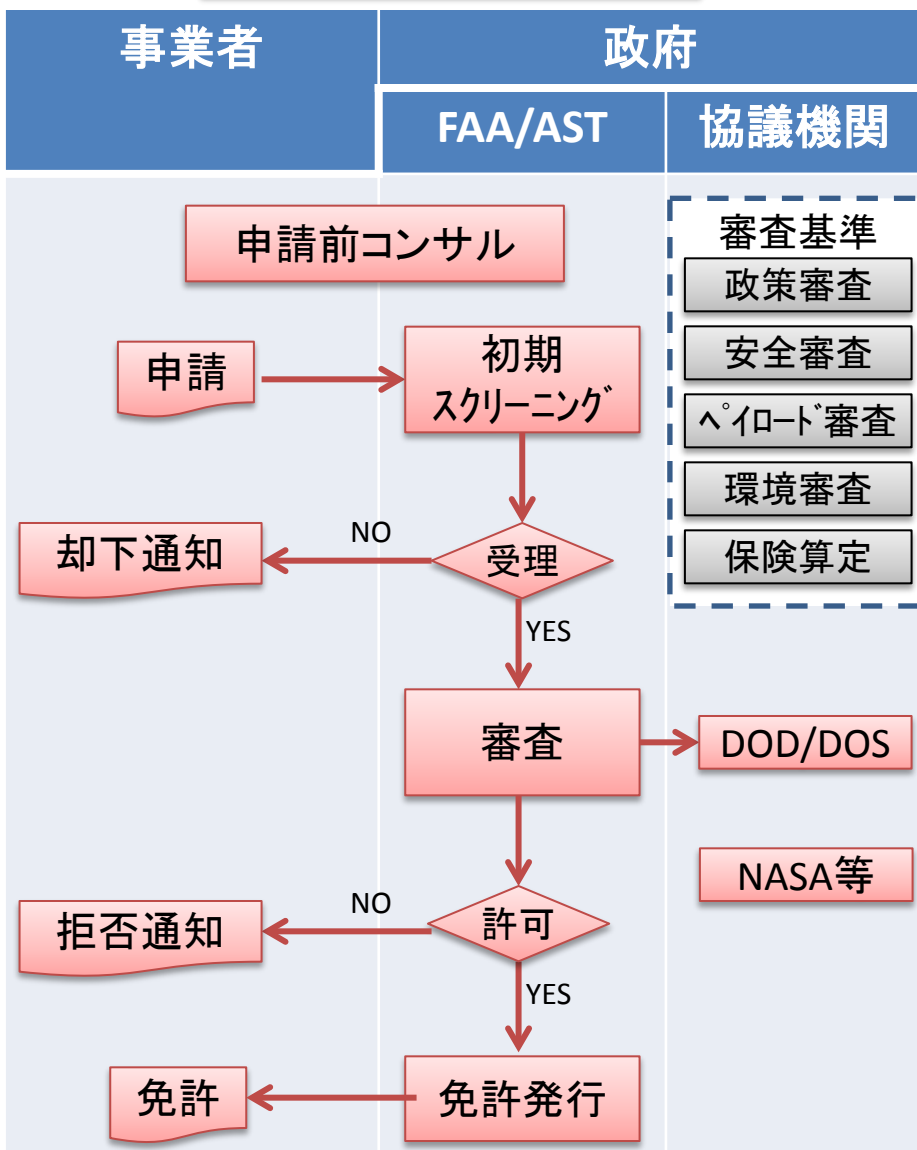 事業者
政府
FAA/AST
協議機関
申請前コンサル
審査基準
政策審査
安全審査
ﾍﾟｲﾛｰﾄﾞ審査
環境審査
保険算定
申請
初期
ｽｸﾘｰﾆﾝｸﾞ
却下通知
NO
受理
YES
審査
DOD/DOS
NASA等
拒否通知
NO
許可
YES
免許
免許発行